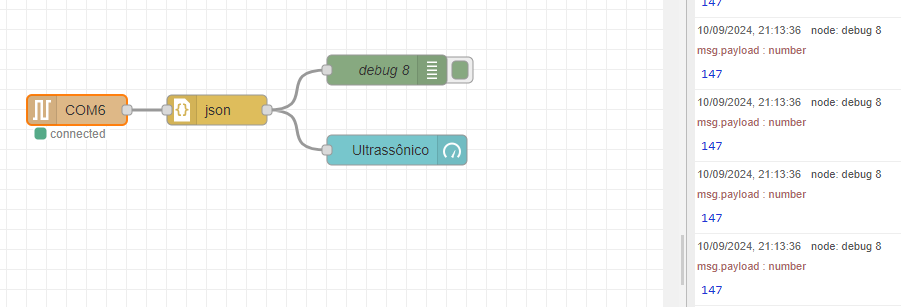 COM6
connected
json
debug 8
Ultrassônico
147
10/09/2024, 21:13:36 node: debug 8
msg.payload : number
147
10/09/2024, 21:13:36 node: debug 8
msg.payload : number
147
10/09/2024, 21:13:36 node: debug 8
msg.payload : number
147
10/09/2024, 21:13:36 node: debug 8
msg.payload : number
147